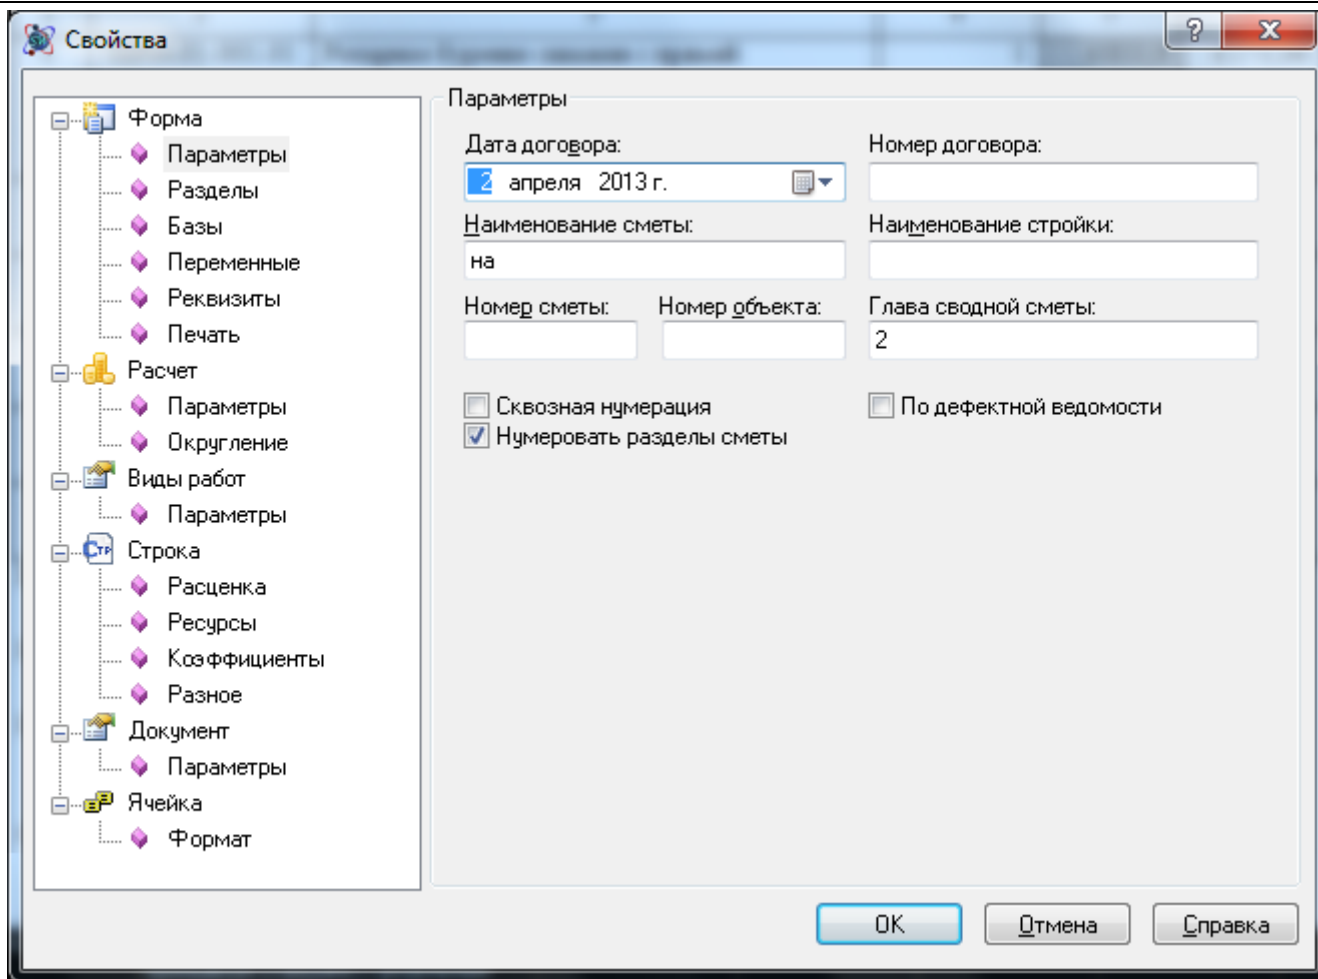 Свойства
Форма
Параметры
Разделы
Базы
Переменные
Реквизиты
Печать
Расчет
Параметры
Округление
Виды работ
Параметры
Стр Строка
Расценка
Ресурсы
Коэффициенты
Разное
Документ
Параметры
Ячейка
Формат
Параметры
Дата договора: Номер договора:
2 апреля 2013 г.
Наименование сметы: Наименование стройки:
на
Номер сметы: Номер объекта: Глава сводной сметы:
2
Сквозная нумерация По дефектной ведомости
Нумеровать разделы сметы
OK Отмена Справка